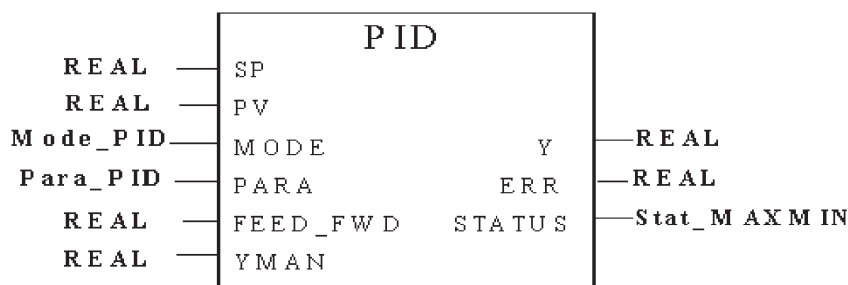 PID
REAL SP
REAL PV
Mode_PID MODE Y REAL
Para_PID PARA ERR REAL
REAL FEED_FWD STATUS Stat_MAXMIN
REAL YMAN